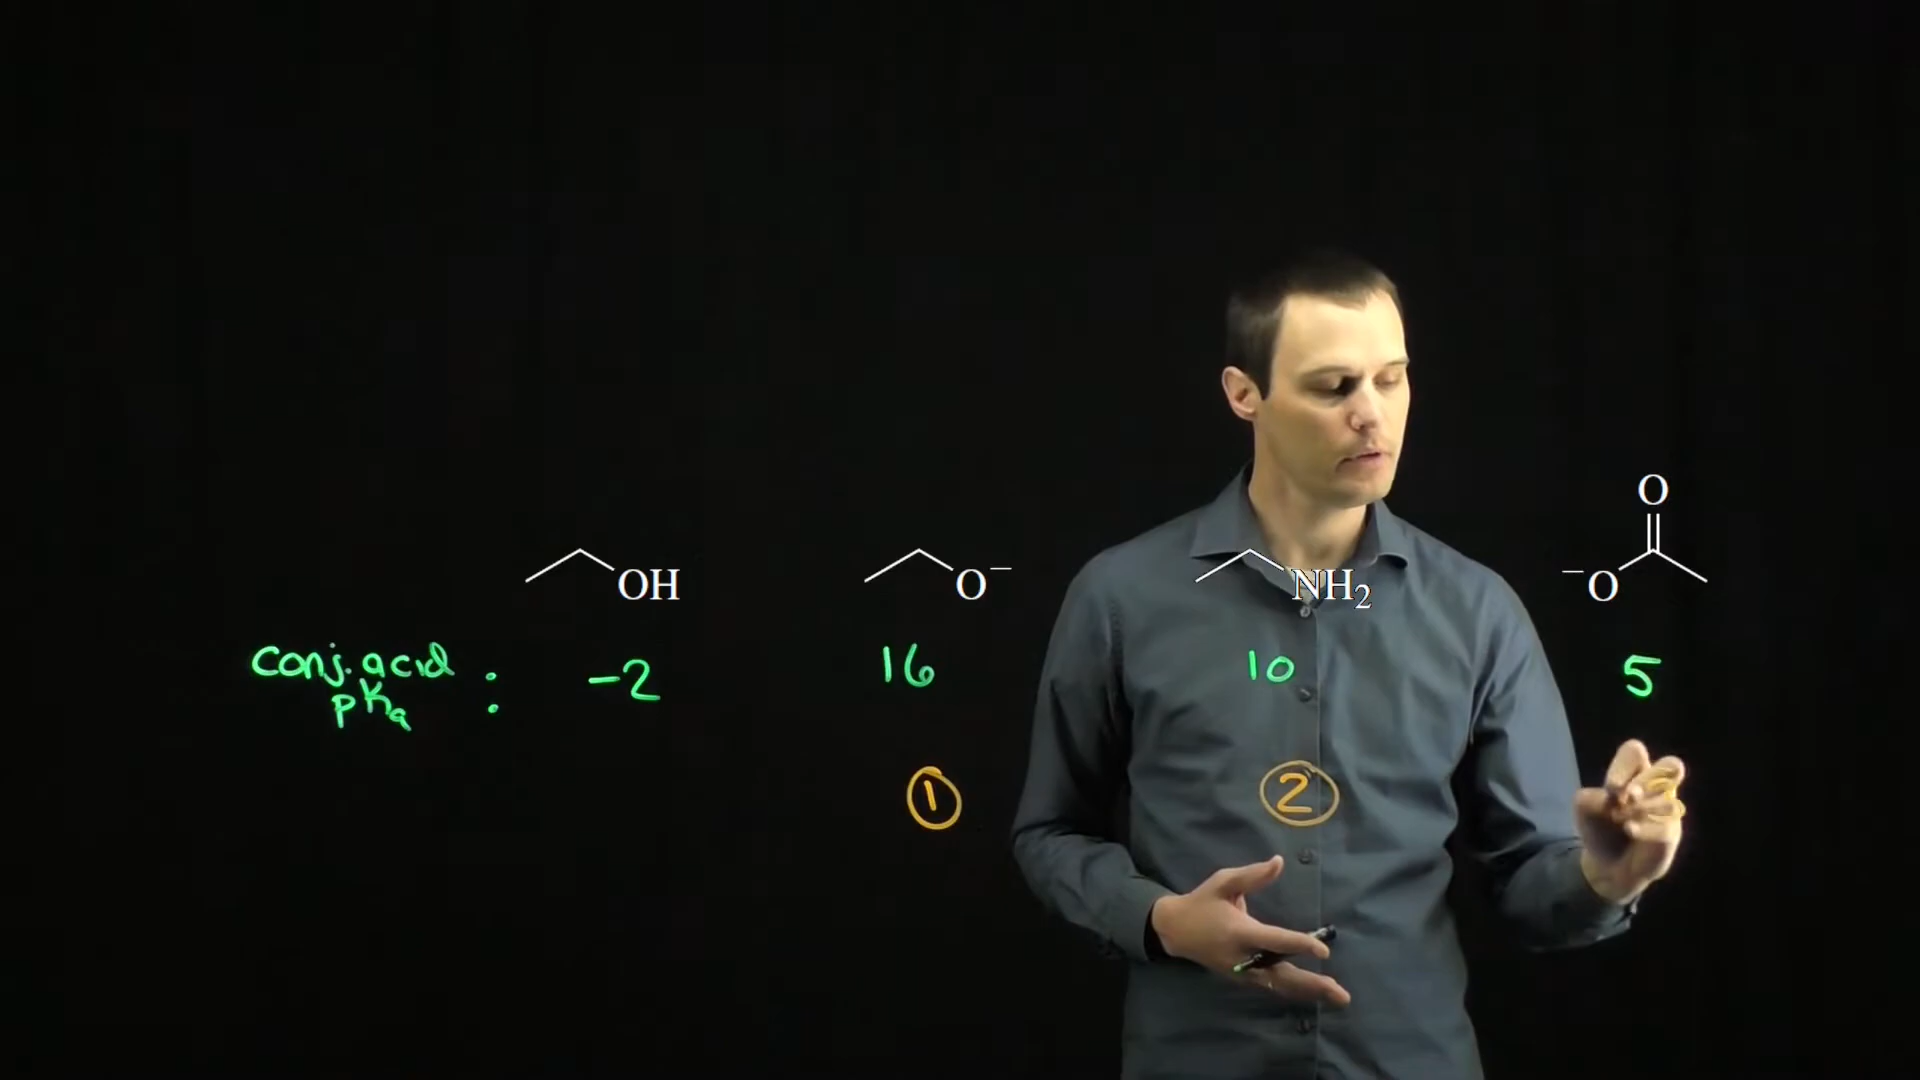 O
OH O⁻ NH₂ ⁻O
conj. acid : -2 16 10 5
pKa
1 2